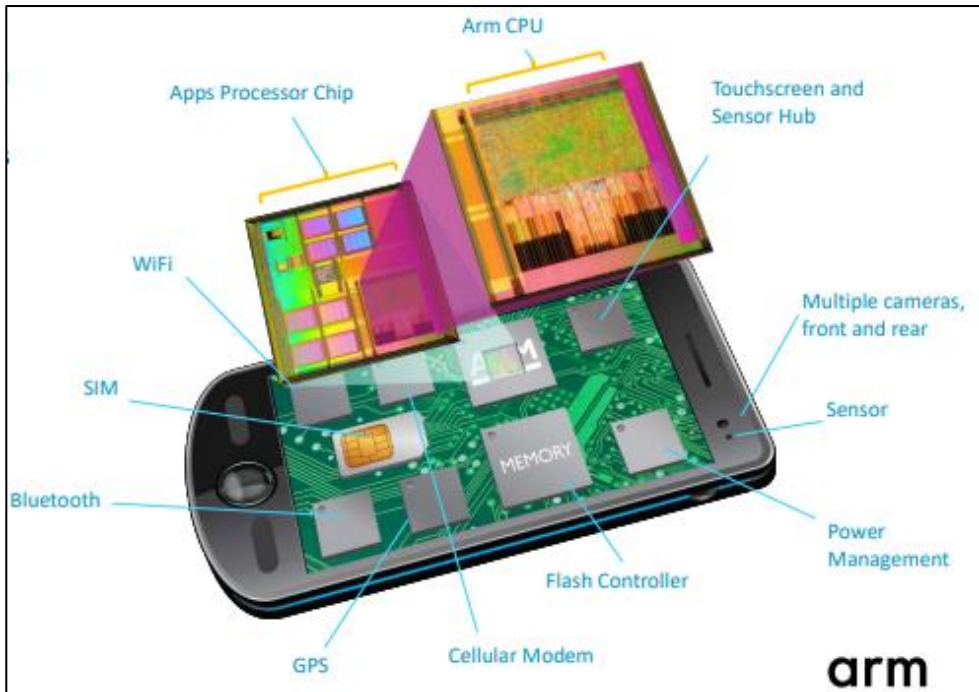 Arm CPU
Apps Processor Chip
Touchscreen and
Sensor Hub
WiFi
Multiple cameras,
front and rear
SIM
Sensor
ARM
MEMORY
Bluetooth
Power
Management
Flash Controller
GPS
Cellular Modem
arm